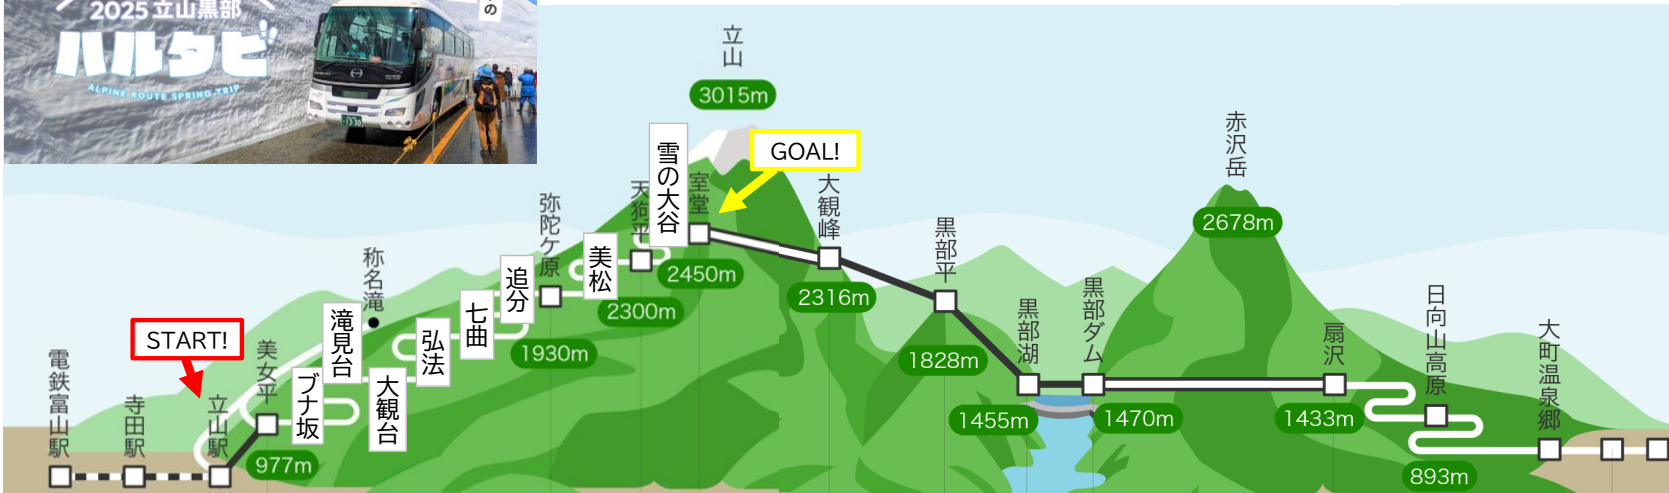 2025 立山黒部
ハルタビ
ALPINE ROUTE SPRING TRIP
の
1330
立山
3015m
雪の大谷
GOAL!
室堂
2450m
天狗平
2300m
美松
弥陀ケ原
1930m
追分
七曲
弘法
称名滝
滝見台
大観台
ブナ坂
START!
美女平
977m
立山駅
寺田駅
電鉄富山駅
大観峰
2316m
黒部平
1828m
黒部湖
1455m
黒部ダム
1470m
赤沢岳
2678m
扇沢
1433m
日向山高原
893m
大町温泉郷